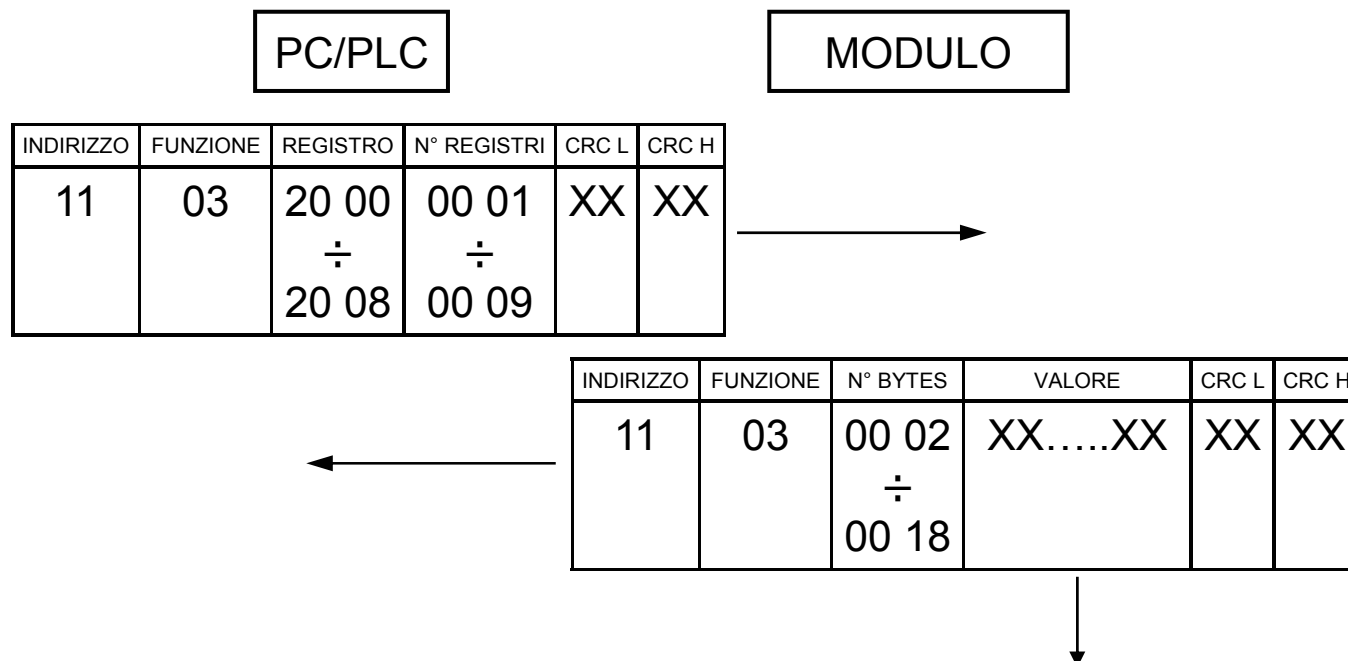 PC/PLC MODULO
INDIRIZZO FUNZIONE REGISTRO N° REGISTRI CRC L CRC H
11 03 20 00 00 01 XX XX
÷ ÷
20 08 00 09
INDIRIZZO FUNZIONE N° BYTES VALORE CRC L CRC H
11 03 00 02 XX.....XX XX XX
÷
00 18